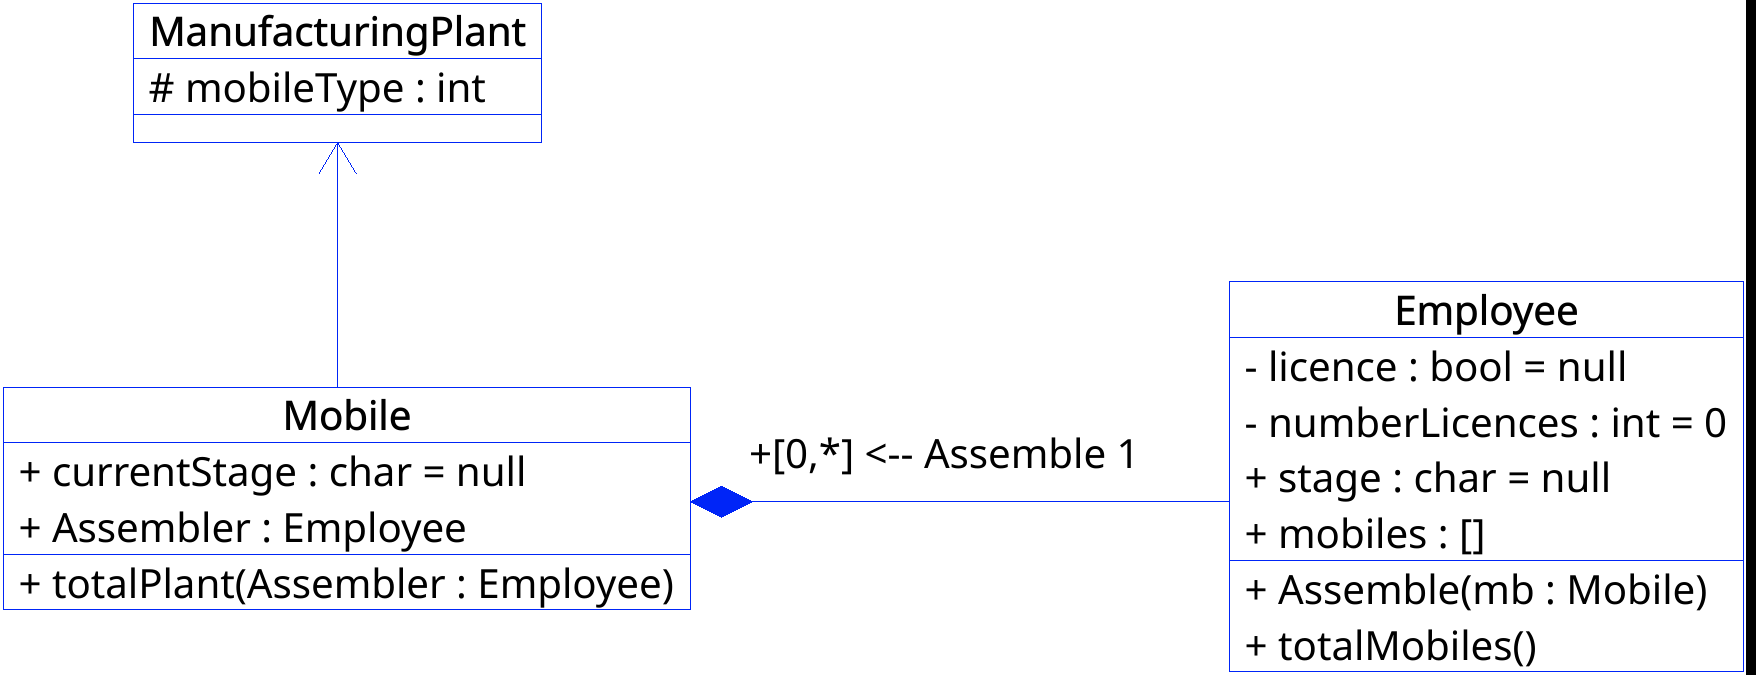 ManufacturingPlant
# mobileType : int
Mobile
+ currentStage : char = null
+ Assembler : Employee
+ totalPlant(Assembler : Employee)
+[0,*] <-- Assemble 1
Employee
- licence : bool = null
- numberLicences : int = 0
+ stage : char = null
+ mobiles : []
+ Assemble(mb : Mobile)
+ totalMobiles()